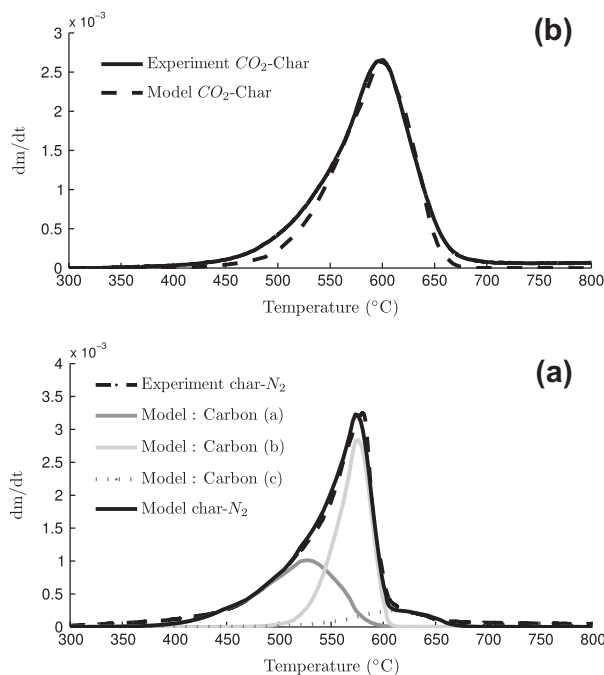 x 10⁻³
3
(b)
2.5
Experiment CO₂-Char
Model CO₂-Char
2
1.5
dm/dt
1
0.5
0
300 350 400 450 500 550 600 650 700 750 800
Temperature (°C)
x 10⁻³
4
(a)
Experiment char-N₂
3.5
Model : Carbon (a)
3
Model : Carbon (b)
2.5
Model : Carbon (c)
2
Model char-N₂
dm/dt
1.5
1
0.5
0
300 350 400 450 500 550 600 650 700 750 800
Temperature (°C)